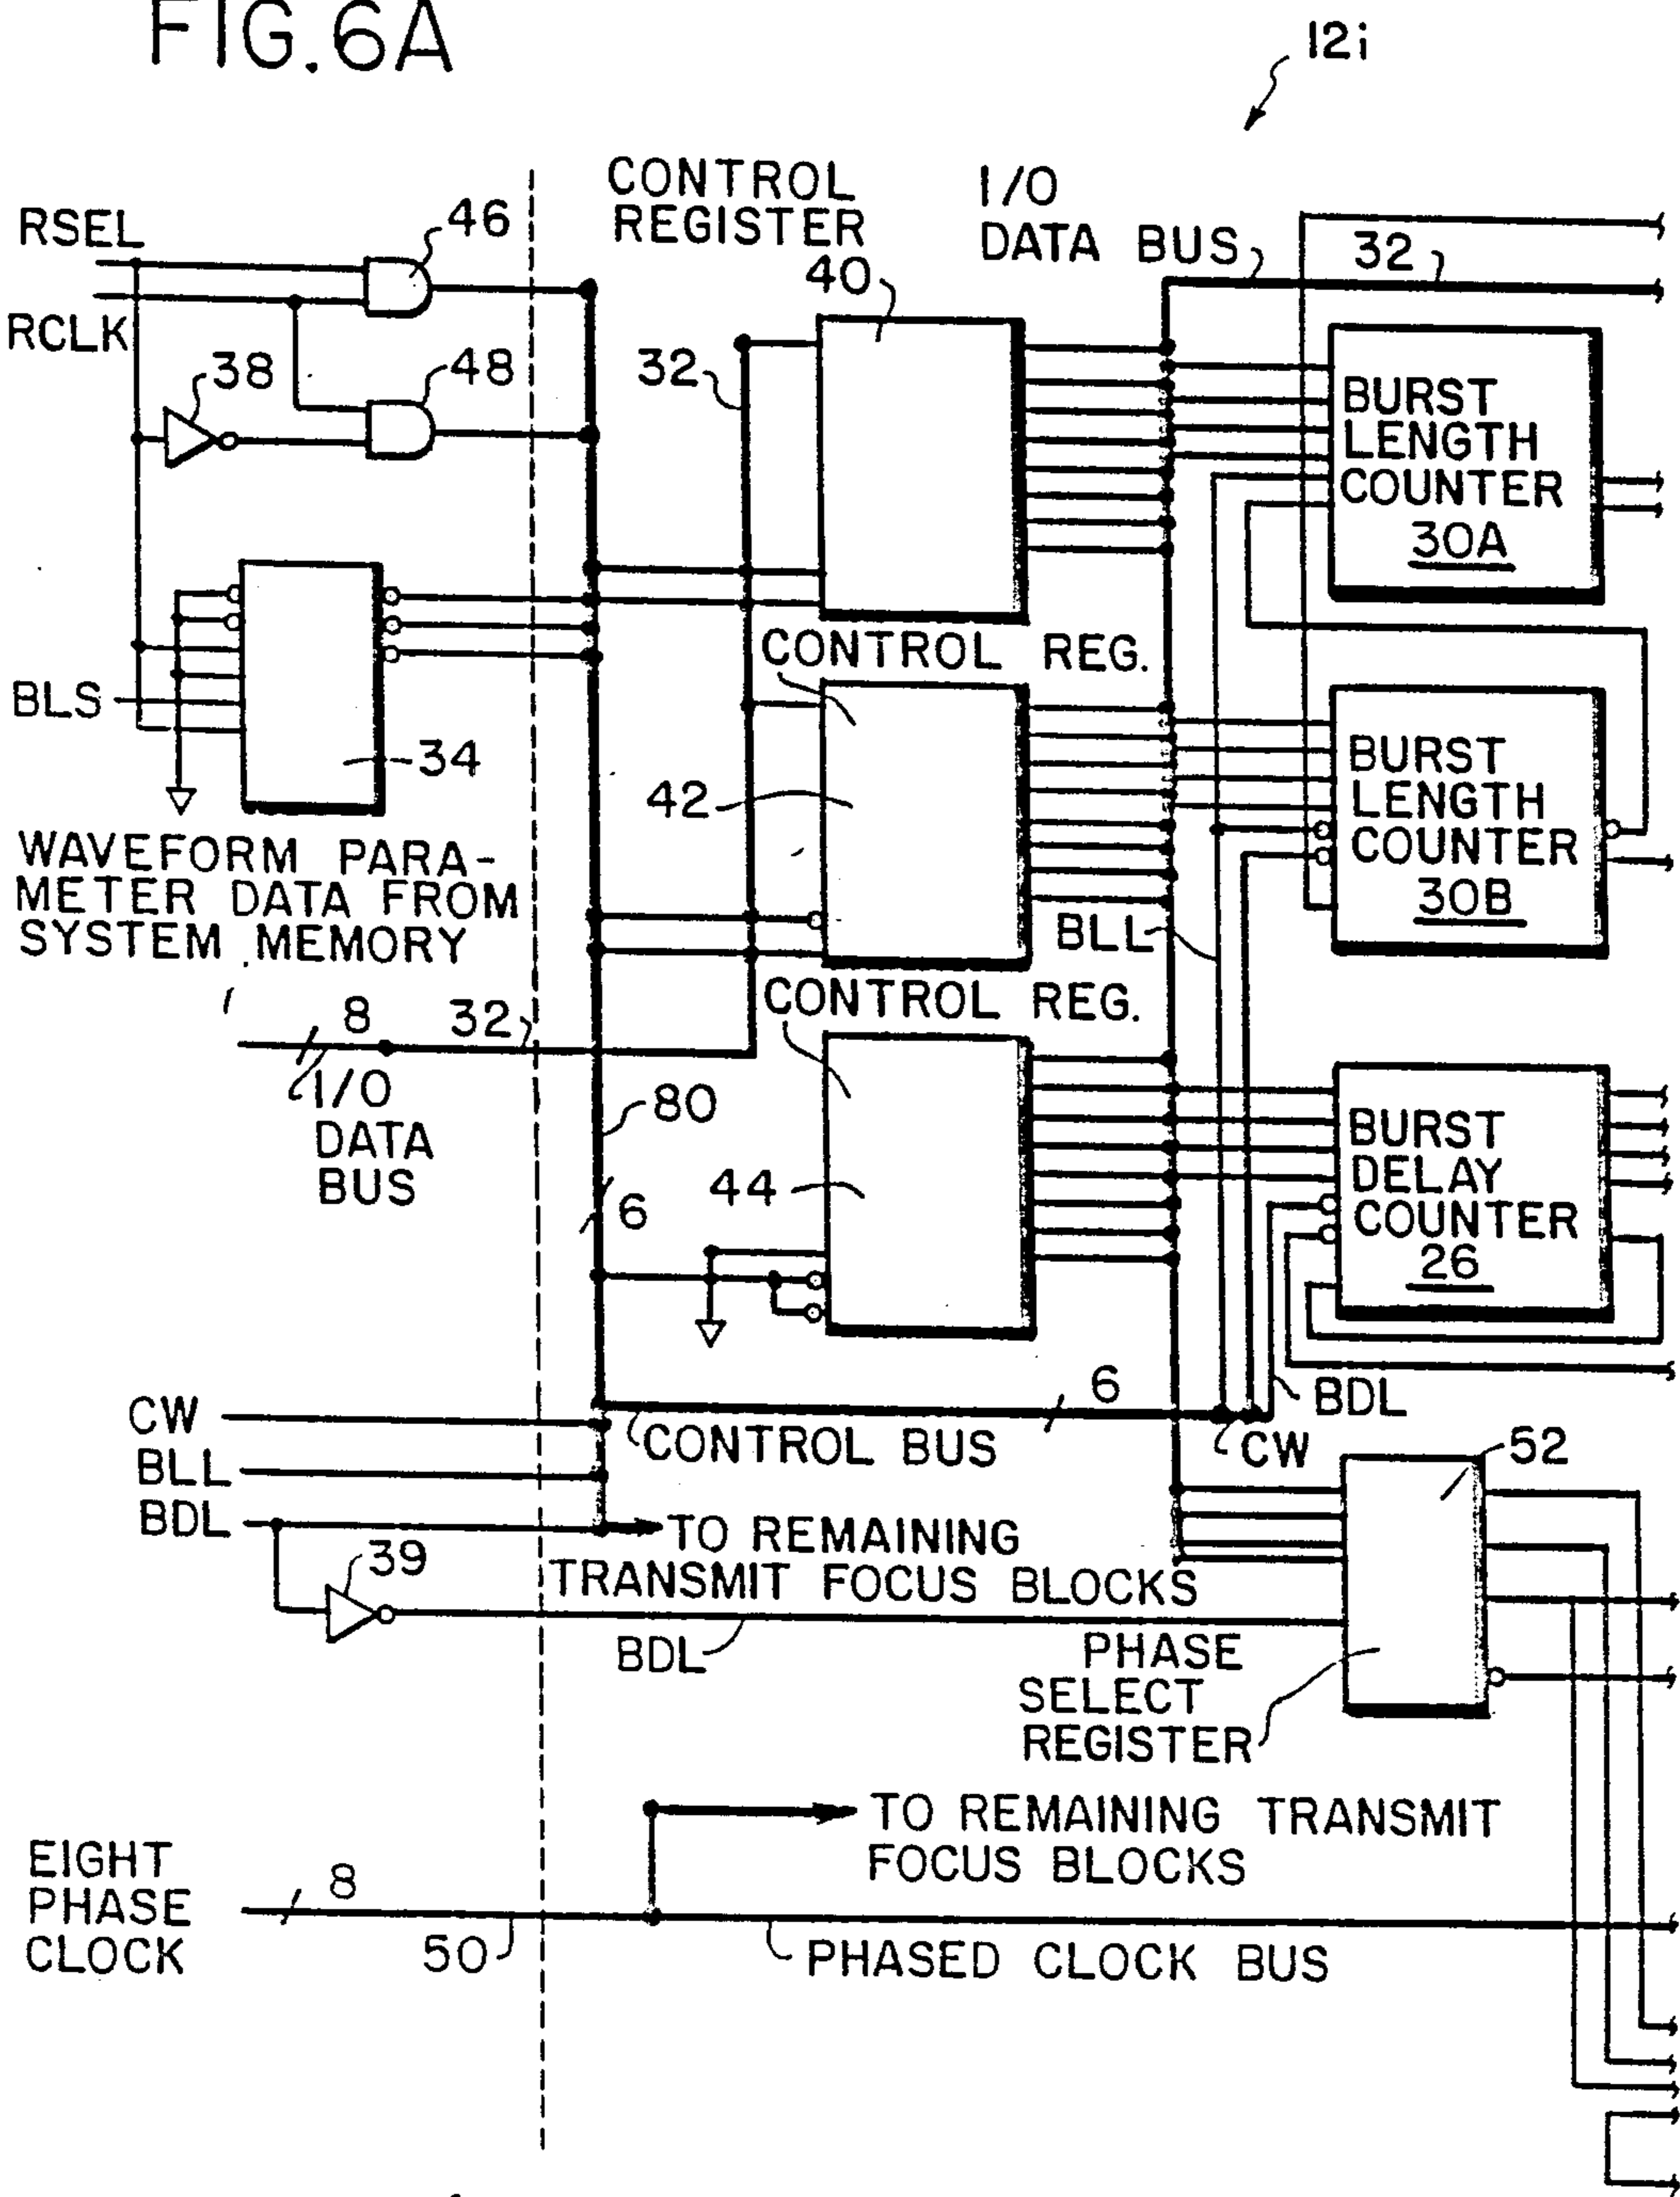 FIG. 6A
12i
RSEL
RCLK
46
38
48
CONTROL
REGISTER
40
I/O
DATA BUS
32
32
BURST
LENGTH
COUNTER
30A
BLS
34
WAVEFORM PARA-
METER DATA FROM
SYSTEM MEMORY
8
32
I/O
DATA
BUS
CONTROL REG.
42
BLL
BURST
LENGTH
COUNTER
30B
CONTROL REG.
80
6
44
BURST
DELAY
COUNTER
26
CW
BLL
BDL
39
CONTROL BUS
6
CW
BDL
52
TO REMAINING
TRANSMIT FOCUS BLOCKS
BDL
PHASE
SELECT
REGISTER
TO REMAINING TRANSMIT
FOCUS BLOCKS
EIGHT
PHASE
CLOCK
8
50
PHASED CLOCK BUS